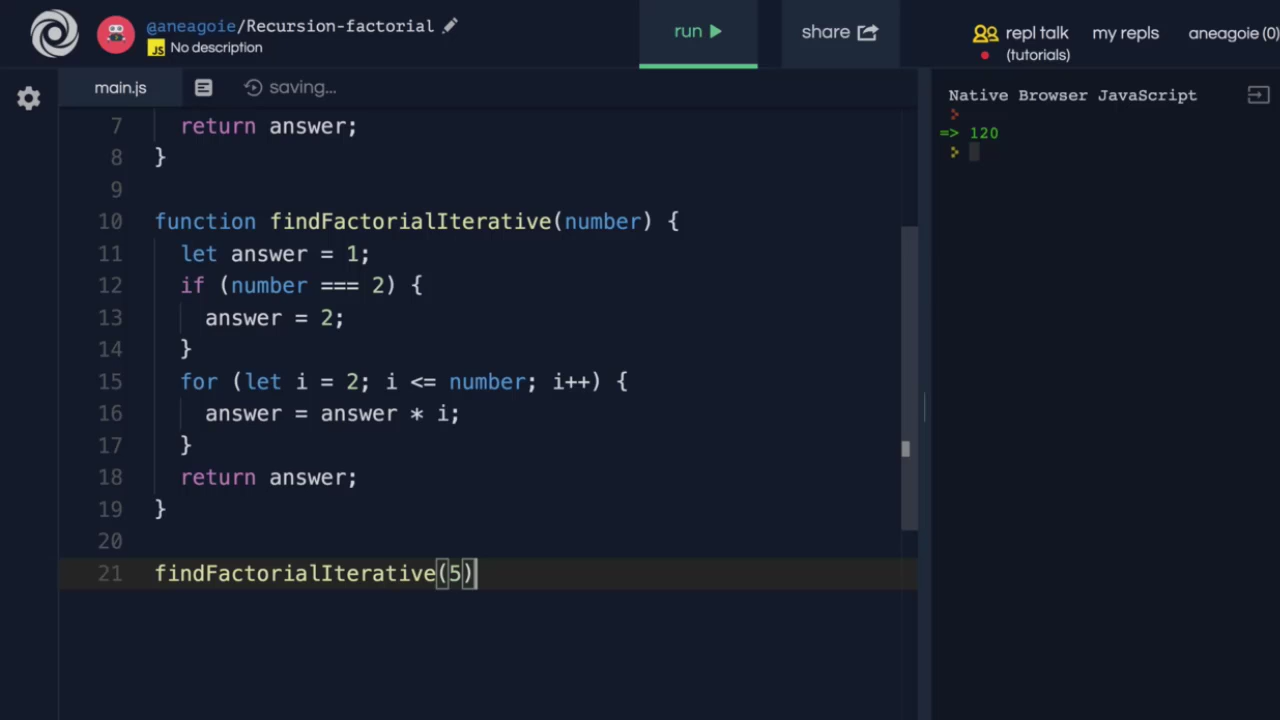 @aneagoie/Recursion-factorial
JS No description
run
share
repl talk
(tutorials)
my repls
aneagoie (0)
main.js
saving...
7 return answer;
8 }
9
10 function findFactorialIterative(number) {
11 let answer = 1;
12 if (number === 2) {
13 answer = 2;
14 }
15 for (let i = 2; i <= number; i++) {
16 answer = answer * i;
17 }
18 return answer;
19 }
20
21 findFactorialIterative(5)
Native Browser JavaScript
=> 120